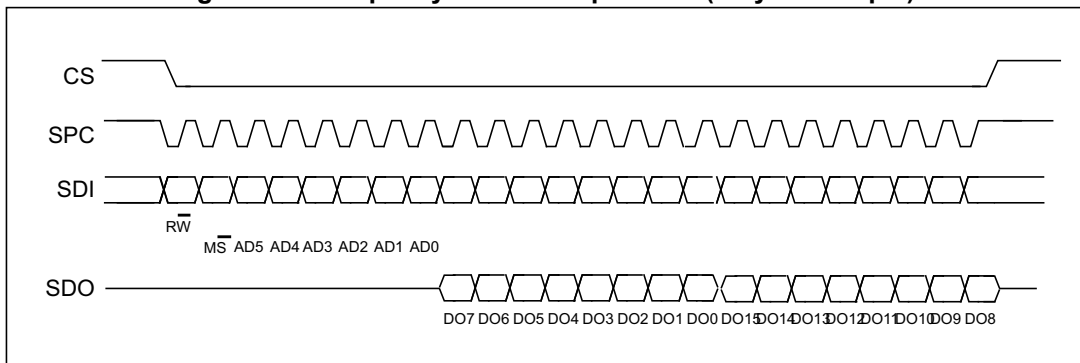 CS
SPC
SDI
RW
MS AD5 AD4 AD3 AD2 AD1 AD0
SDO
DO7 DO6 DO5 DO4 DO3 DO2 DO1 DO0 DO15 DO14 DO13 DO12 DO11 DO10 DO9 DO8